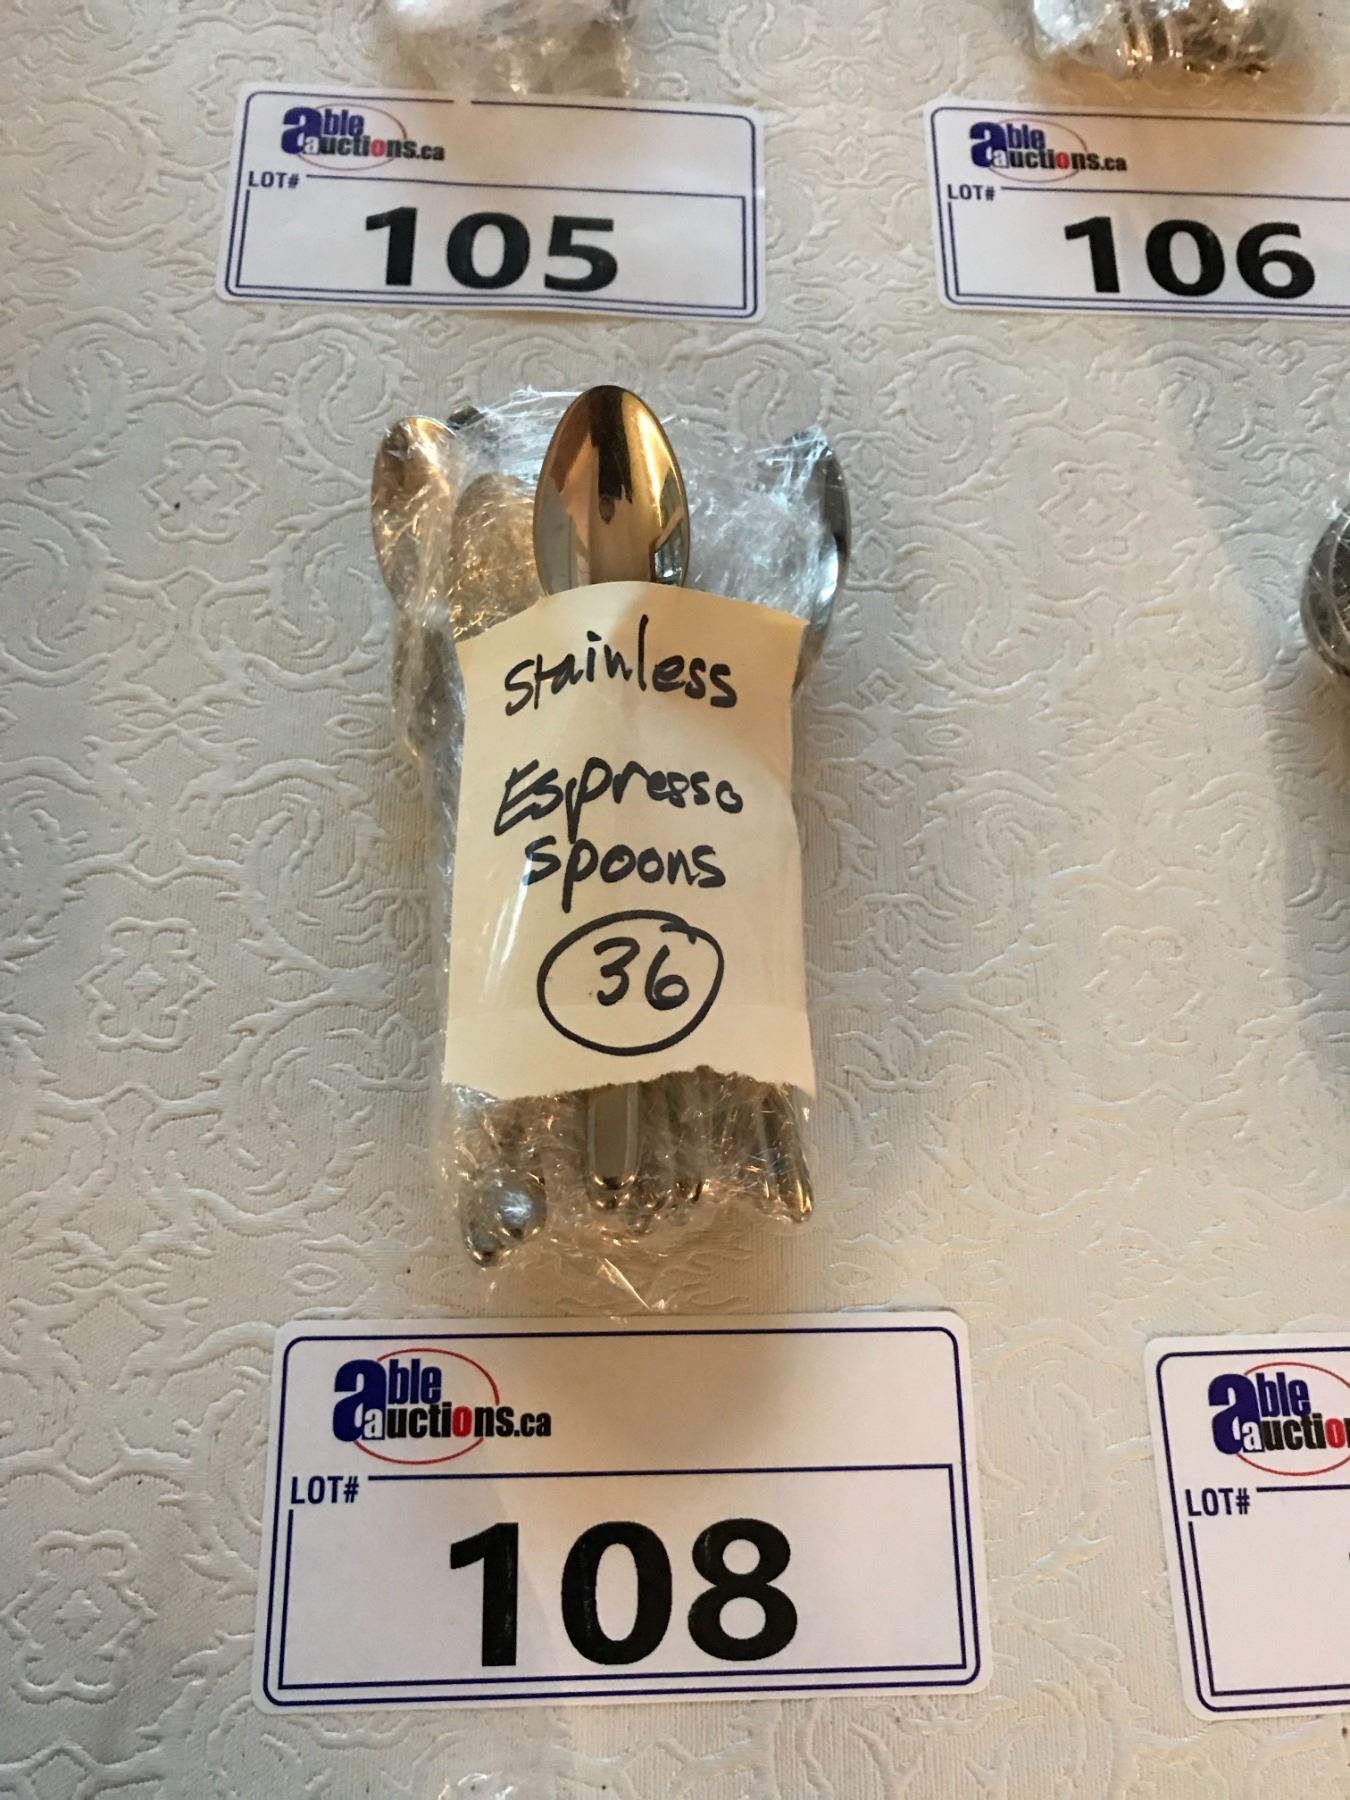 able
auctions.ca
LOT#
105
able
auctions.ca
LOT#
106
Stainless
Espresso
spoons
36
able
auctions.ca
LOT#
108
able
auctio
LOT#